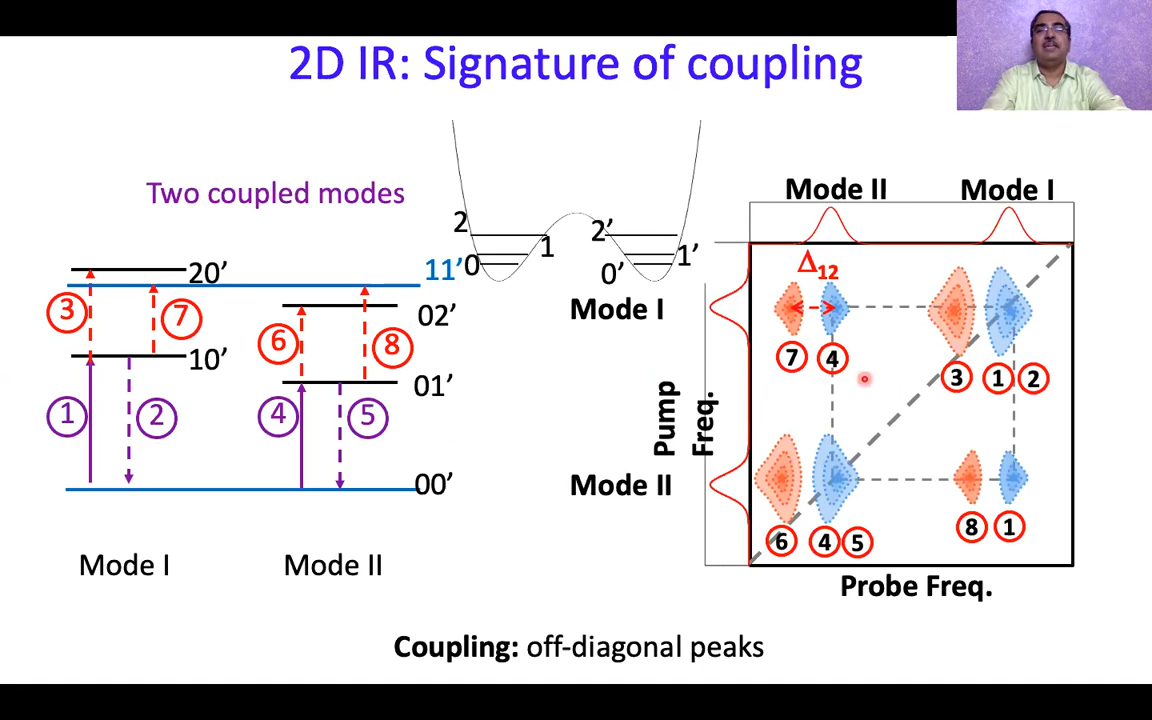 2D IR: Signature of coupling
Two coupled modes
2
1
0
2’
1’
0’
20’
11’
02’
10’
01’
00’
3
7
6
8
1
2
4
5
Mode I
Mode II
Mode II
Mode I
Mode I
Mode II
Pump
Freq.
Δ12
7 4 3 1 2
6 4 5 8 1
Probe Freq.
Coupling: off-diagonal peaks